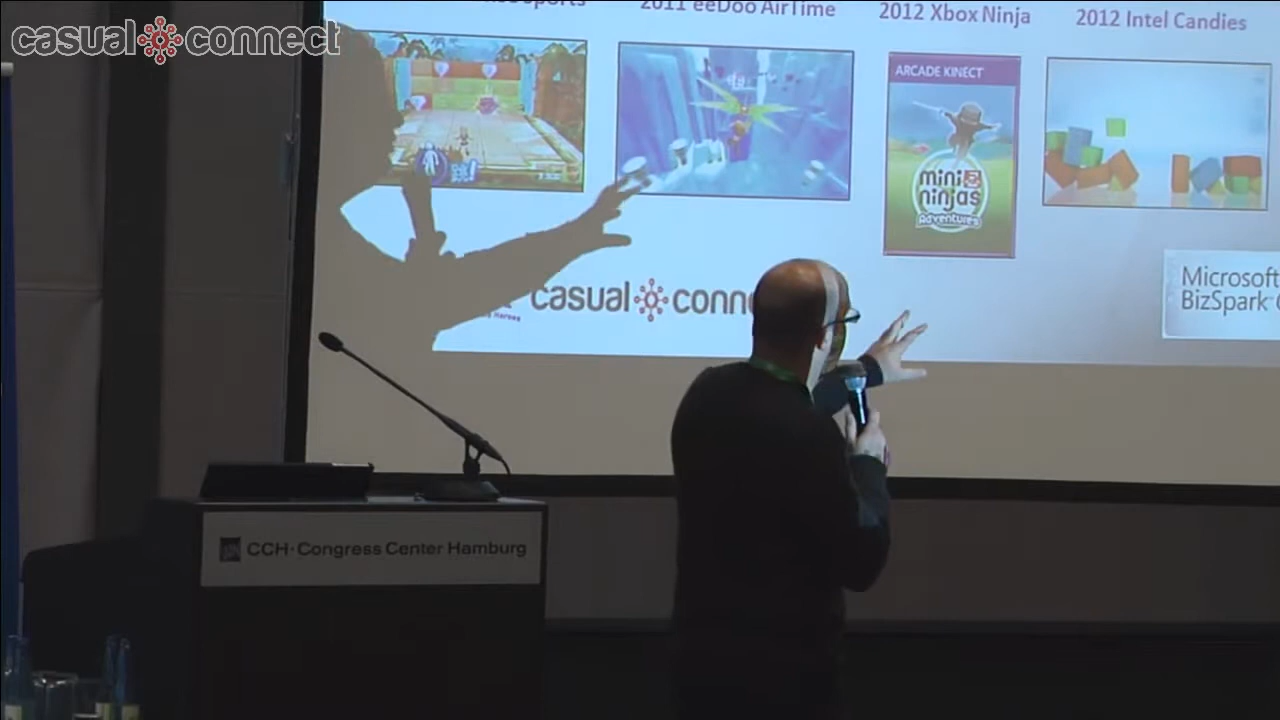 casual connect
2011 eeDoo AirTime
2012 Xbox Ninja
2012 Intel Candies
ARCADE KINECT
mini
ninjas
Adventures
casual conne
Microsoft
BizSpark
CCH·Congress Center Hamburg